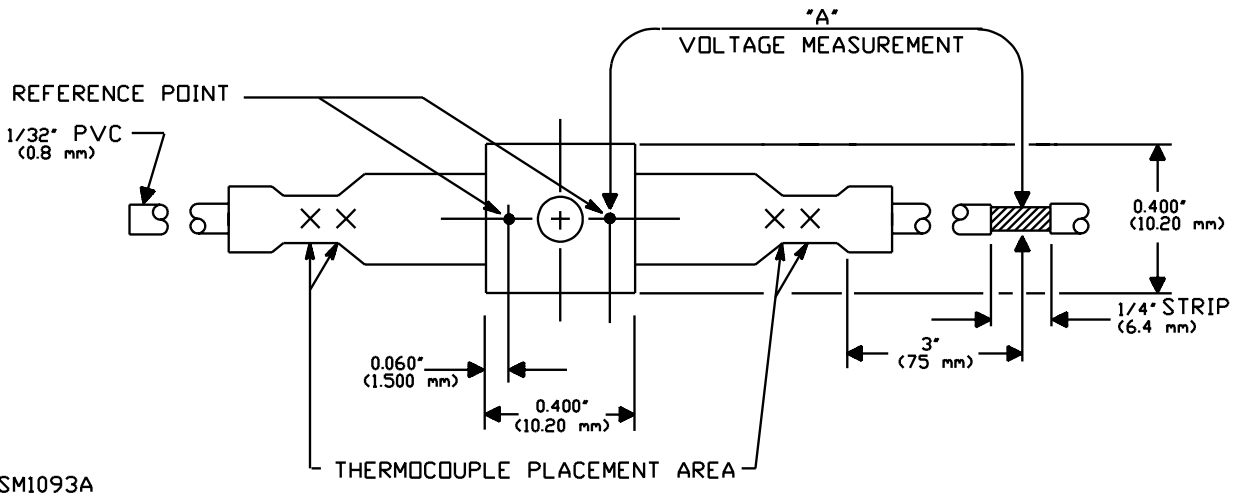 "A"
VOLTAGE MEASUREMENT
REFERENCE POINT
1/32" PVC
(0.8 mm)
0.400"
(10.20 mm)
1/4" STRIP
(6.4 mm)
3"
(75 mm)
0.060"
(1.500 mm)
0.400"
(10.20 mm)
THERMOCOUPLE PLACEMENT AREA
SM1093A